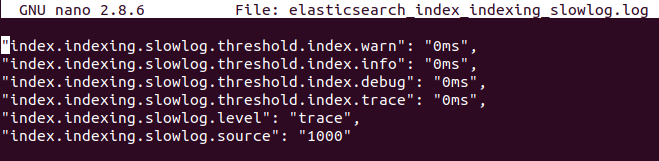 GNU nano 2.8.6 File: elasticsearch_index_indexing_slowlog.log
"index.indexing.slowlog.threshold.index.warn": "0ms",
"index.indexing.slowlog.threshold.index.info": "0ms",
"index.indexing.slowlog.threshold.index.debug": "0ms",
"index.indexing.slowlog.threshold.index.trace": "0ms",
"index.indexing.slowlog.level": "trace",
"index.indexing.slowlog.source": "1000"